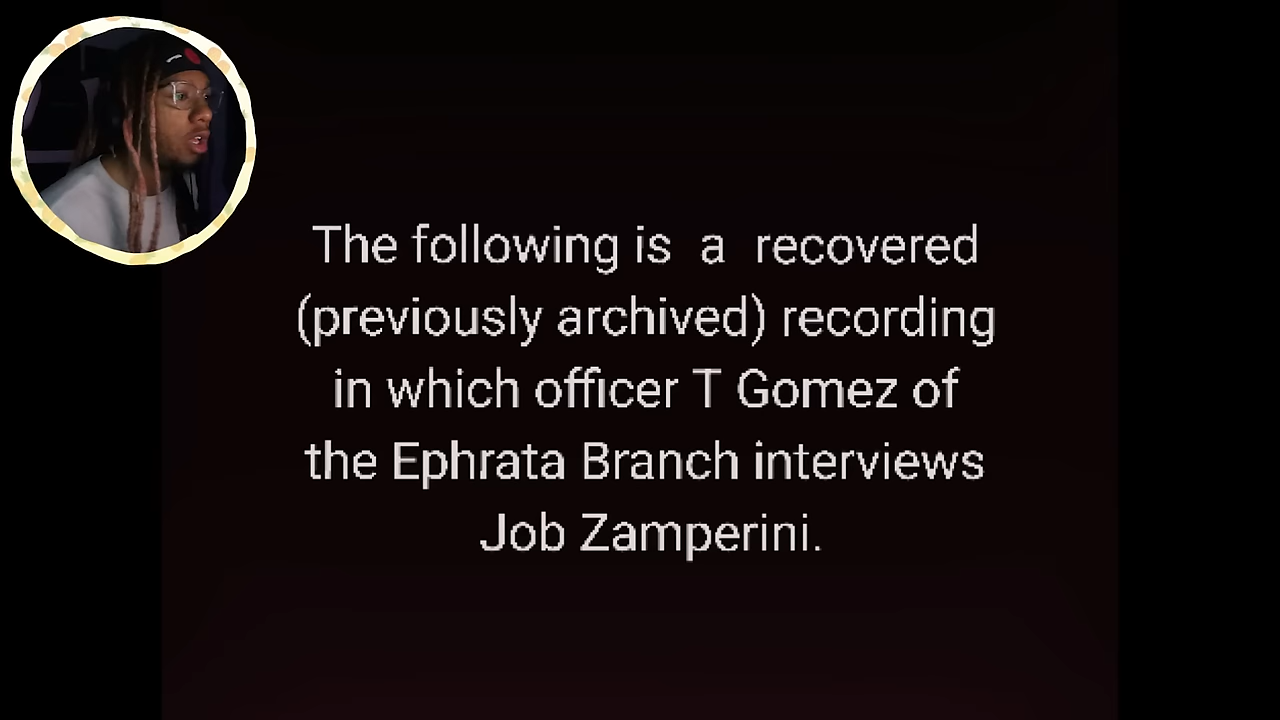 The following is a recovered
(previously archived) recording
in which officer T Gomez of
the Ephrata Branch interviews
Job Zamperini.